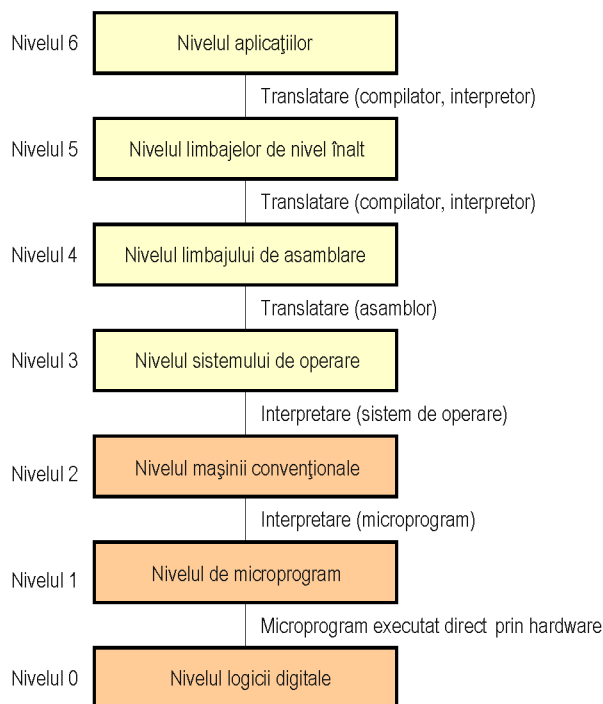 Nivelul 6
Nivelul aplicaţiilor
Translatare (compilator, interpretor)
Nivelul 5
Nivelul limbajelor de nivel înalt
Translatare (compilator, interpretor)
Nivelul 4
Nivelul limbajului de asamblare
Translatare (asamblor)
Nivelul 3
Nivelul sistemului de operare
Interpretare (sistem de operare)
Nivelul 2
Nivelul maşinii convenţionale
Interpretare (microprogram)
Nivelul 1
Nivelul de microprogram
Microprogram executat direct prin hardware
Nivelul 0
Nivelul logicii digitale